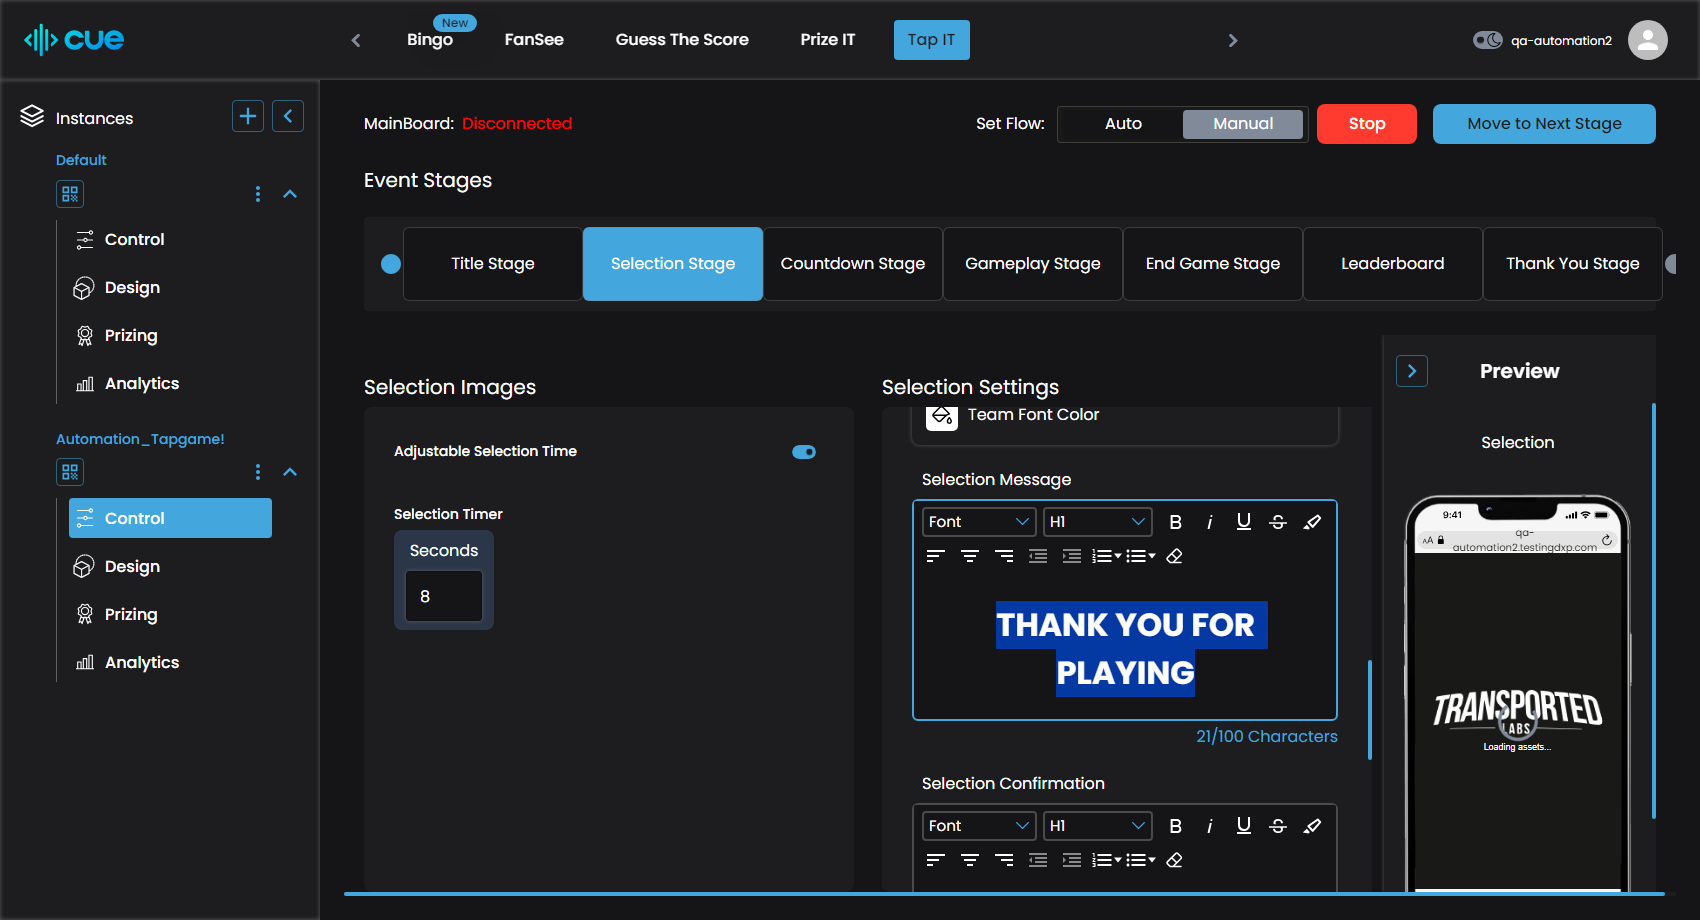 cue
New
Bingo
FanSee
Guess The Score
Prize IT
Tap IT
qa-automation2
Instances
Default
Control
Design
Prizing
Analytics
Automation_Tapgame!
Control
Design
Prizing
Analytics
MainBoard: Disconnected
Set Flow:
Auto
Manual
Stop
Move to Next Stage
Event Stages
Title Stage
Selection Stage
Countdown Stage
Gameplay Stage
End Game Stage
Leaderboard
Thank You Stage
Selection Images
Adjustable Selection Time
Selection Timer
Seconds
8
Selection Settings
Team Font Color
Selection Message
Font
H1
B
i
U
S
THANK YOU FOR
PLAYING
21/100 Characters
Selection Confirmation
Font
H1
B
i
U
S
Preview
Selection
9:41
AA
qa-
automation2.testingdxp.com
TRANSPORTED
LABS
Loading assets...